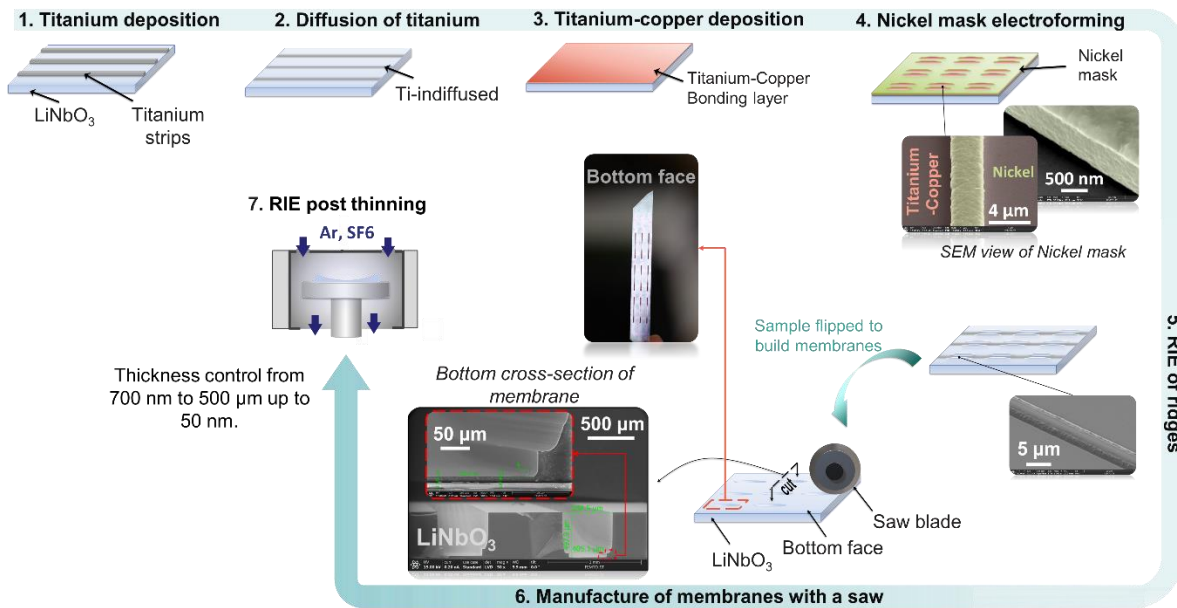 1. Titanium deposition
2. Diffusion of titanium
3. Titanium-copper deposition
4. Nickel mask electroforming
LiNbO3
Titanium
strips
Ti-indiffused
Titanium-Copper
Bonding layer
Nickel
mask
Titanium
-Copper
Nickel
4 µm
500 nm
SEM view of Nickel mask
5. RIE of ridges
5 µm
Sample flipped to
build membranes
Bottom face
cut
Saw blade
Bottom face
LiNbO3
6. Manufacture of membranes with a saw
Bottom cross-section of
membrane
50 µm
500 µm
LiNbO3
7. RIE post thinning
Ar, SF6
Thickness control from
700 nm to 500 µm up to
50 nm.